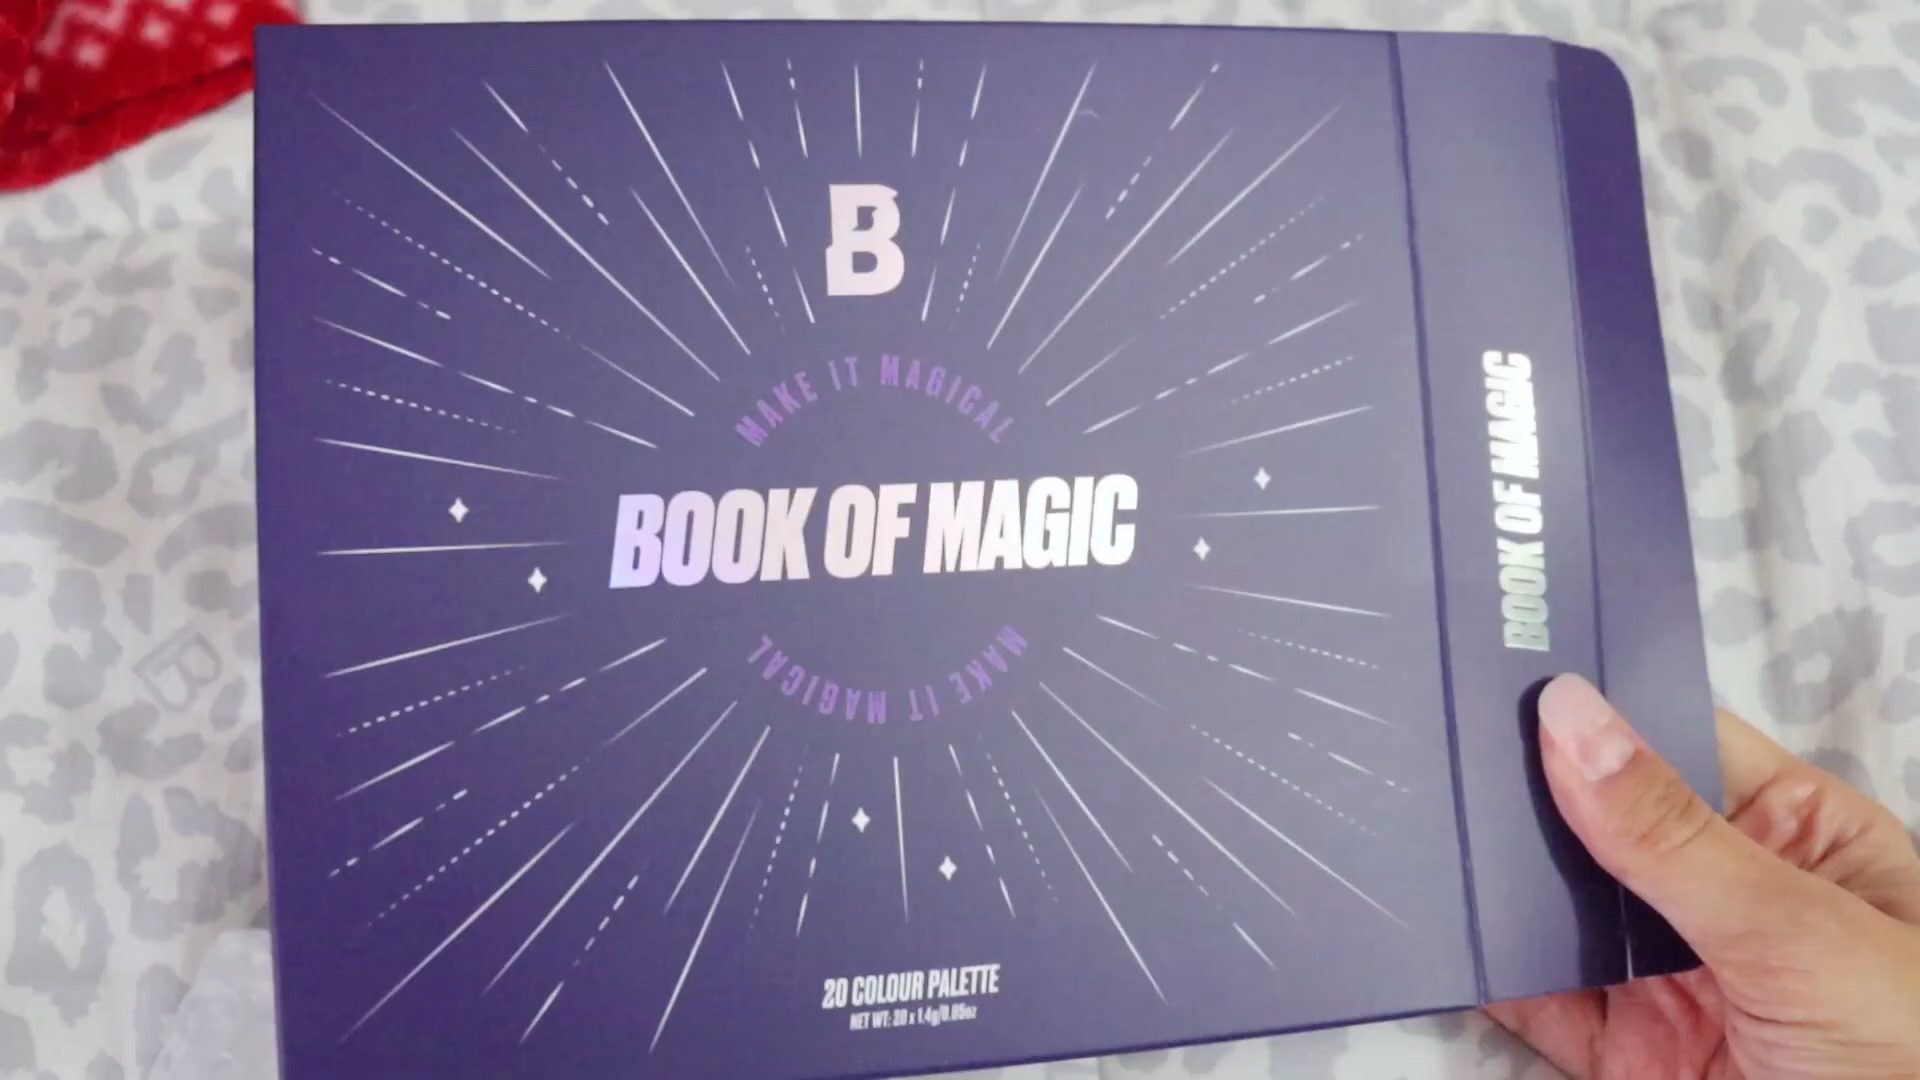 B
MAKE IT MAGICAL
BOOK OF MAGIC
MAKE IT MAGICAL
20 COLOUR PALETTE
NET WT: 20 x 1.4g/0.05oz
BOOK OF MAGIC